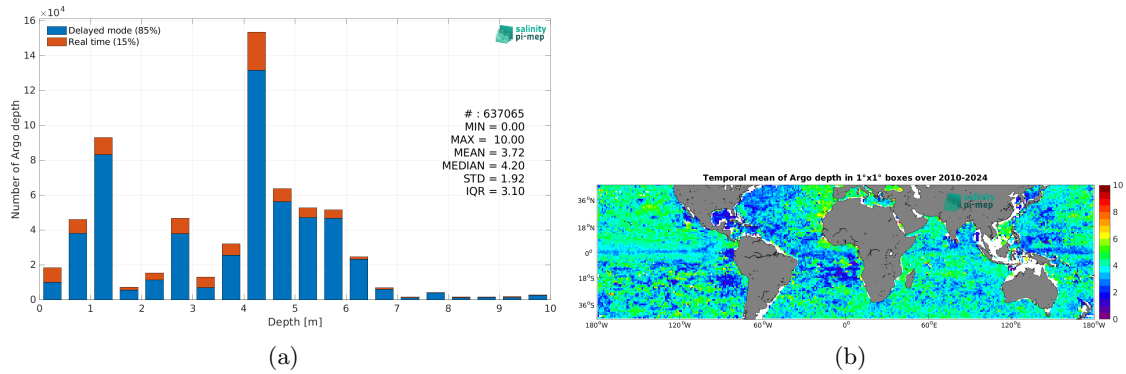 ×10⁴
16
14
12
10
8
6
4
2
0
Number of Argo depth
Delayed mode (85%)
Real time (15%)
salinity
pi-mep
# : 637065
MIN = 0.00
MAX = 10.00
MEAN = 3.72
MEDIAN = 4.20
STD = 1.92
IQR = 3.10
0 1 2 3 4 5 6 7 8 9 10
Depth [m]
(a)
Temporal mean of Argo depth in 1°x1° boxes over 2010-2024
salinity
pi-mep
36°N
18°N
0°
18°S
36°S
180°W 120°W 60°W 0°W 60°E 120°E 180°W
10
8
6
4
2
0
(b)